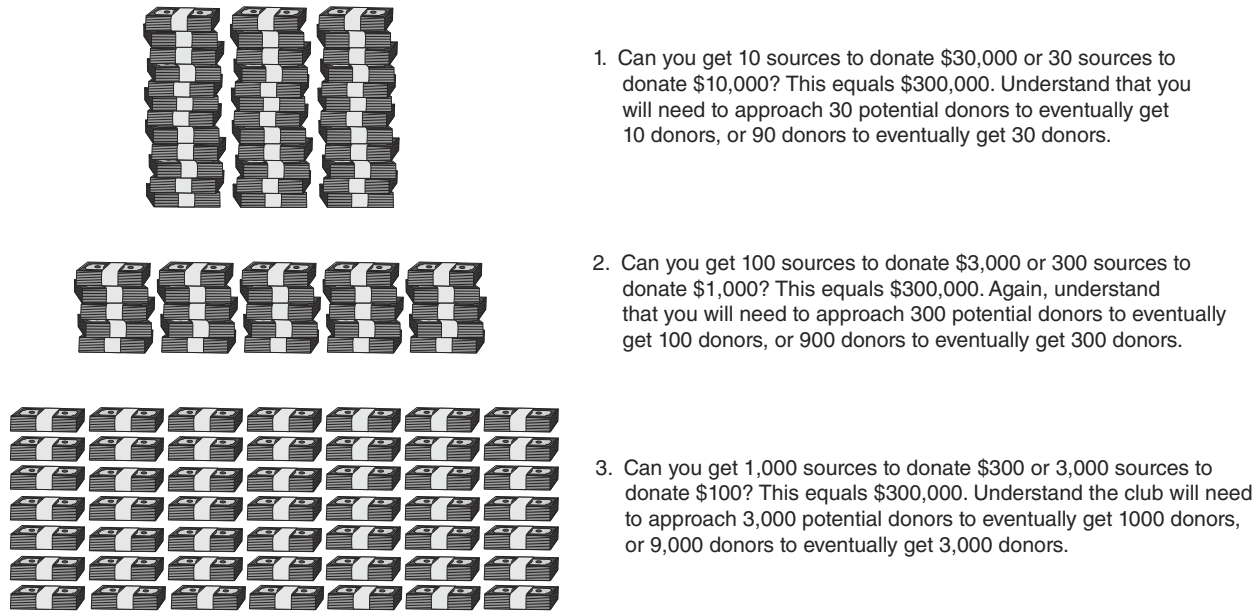 1. Can you get 10 sources to donate $30,000 or 30 sources to
donate $10,000? This equals $300,000. Understand that you
will need to approach 30 potential donors to eventually get
10 donors, or 90 donors to eventually get 30 donors.
2. Can you get 100 sources to donate $3,000 or 300 sources to
donate $1,000? This equals $300,000. Again, understand
that you will need to approach 300 potential donors to eventually
get 100 donors, or 900 donors to eventually get 300 donors.
3. Can you get 1,000 sources to donate $300 or 3,000 sources to
donate $100? This equals $300,000. Understand the club will need
to approach 3,000 potential donors to eventually get 1000 donors,
or 9,000 donors to eventually get 3,000 donors.